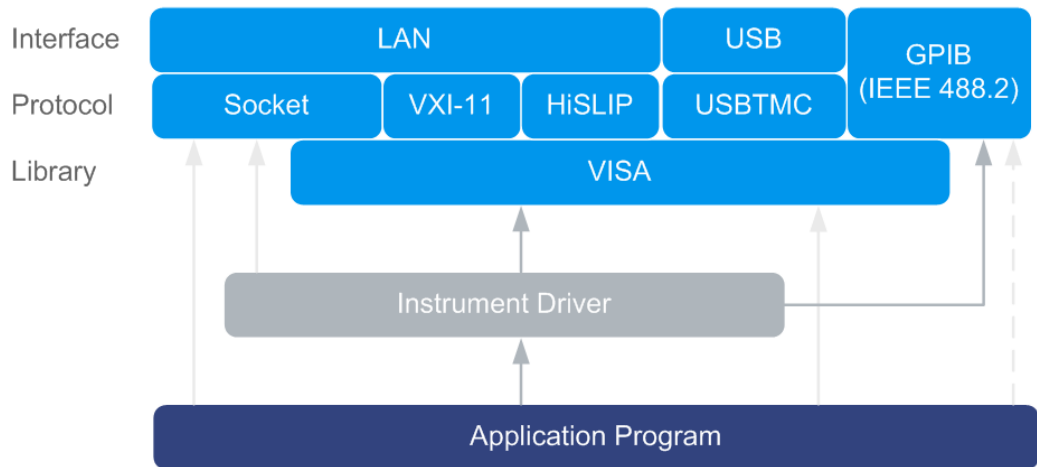 Interface
LAN
USB
GPIB
(IEEE 488.2)
Protocol
Socket
VXI-11
HiSLIP
USBTMC
Library
VISA
Instrument Driver
Application Program